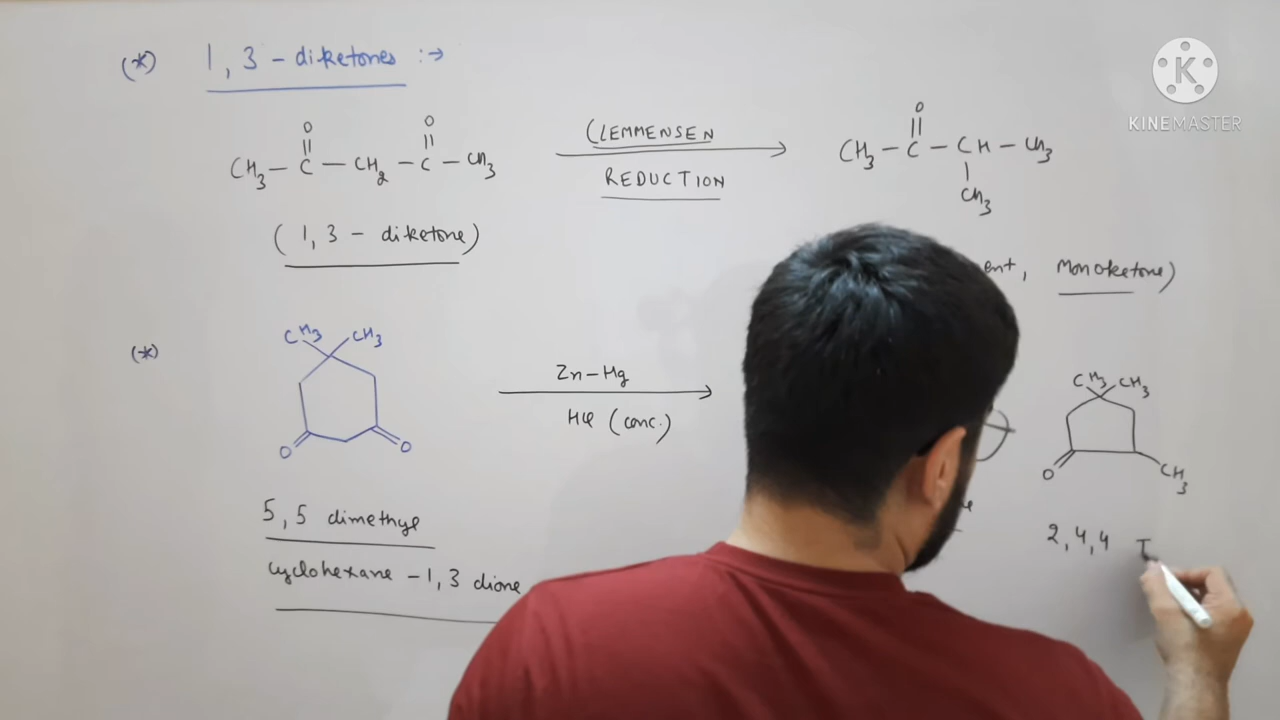 (*) 1, 3 - diketones :→
KINEMASTER
O O O
CH3 - C - CH2 - C - CH3 CLEMMENSEN CH3 - C - CH - CH3
REDUCTION CH3
(1, 3 - diketone)
ent, Monoketone)
(*) CH3 CH3 Zn-Hg CH3 CH3
HCl (conc.)
O O O CH3
5, 5 dimethyl
cyclohexane - 1, 3 dione
2, 4, 4 T